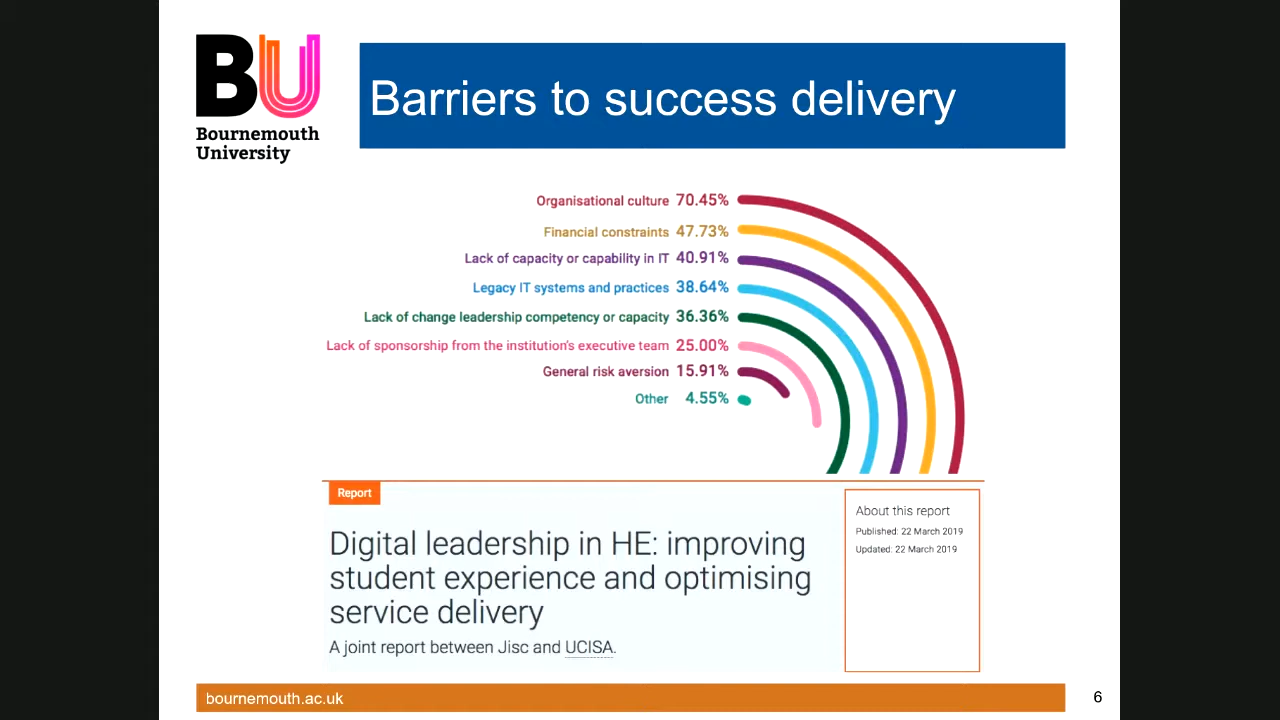 BU
Bournemouth
University
Barriers to success delivery
Organisational culture 70.45%
Financial constraints 47.73%
Lack of capacity or capability in IT 40.91%
Legacy IT systems and practices 38.64%
Lack of change leadership competency or capacity 36.36%
Lack of sponsorship from the institution's executive team 25.00%
General risk aversion 15.91%
Other 4.55%
Report
Digital leadership in HE: improving
student experience and optimising
service delivery
A joint report between Jisc and UCISA.
About this report
Published: 22 March 2019
Updated: 22 March 2019
bournemouth.ac.uk
6